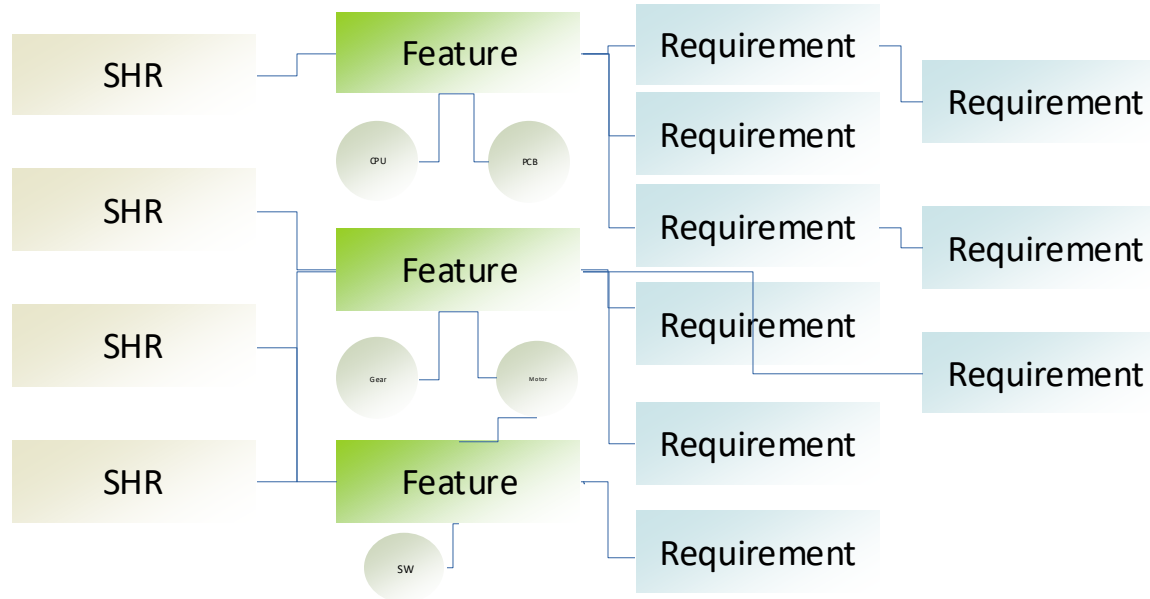 SHR
SHR
SHR
SHR
Feature
CPU
PCB
Feature
Gear
Motor
Feature
SW
Requirement
Requirement
Requirement
Requirement
Requirement
Requirement
Requirement
Requirement
Requirement